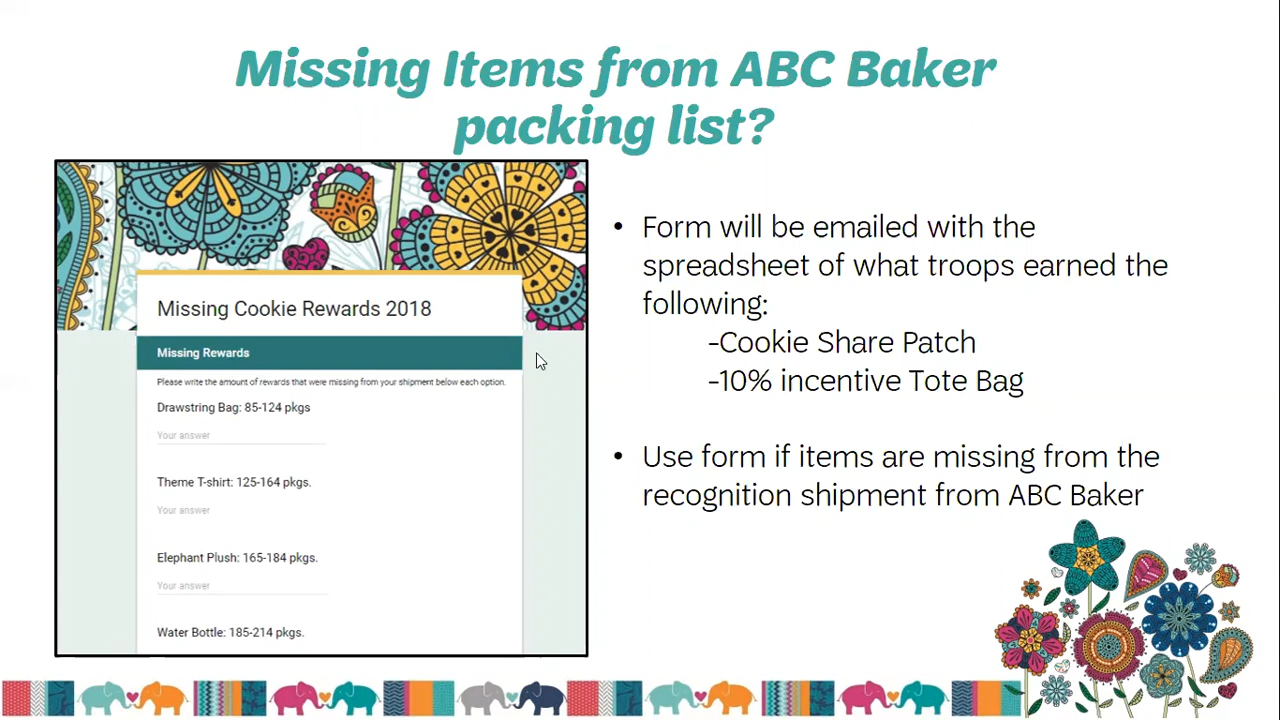 Missing Items from ABC Baker
packing list?
Missing Cookie Rewards 2018
Missing Rewards
Please write the amount of rewards that were missing from your shipment below each option.
Drawstring Bag: 85-124 pkgs
Your answer
Theme T-shirt: 125-164 pkgs.
Your answer
Elephant Plush: 165-184 pkgs.
Your answer
Water Bottle: 185-214 pkgs.
• Form will be emailed with the
spreadsheet of what troops earned the
following:
-Cookie Share Patch
-10% incentive Tote Bag
• Use form if items are missing from the
recognition shipment from ABC Baker